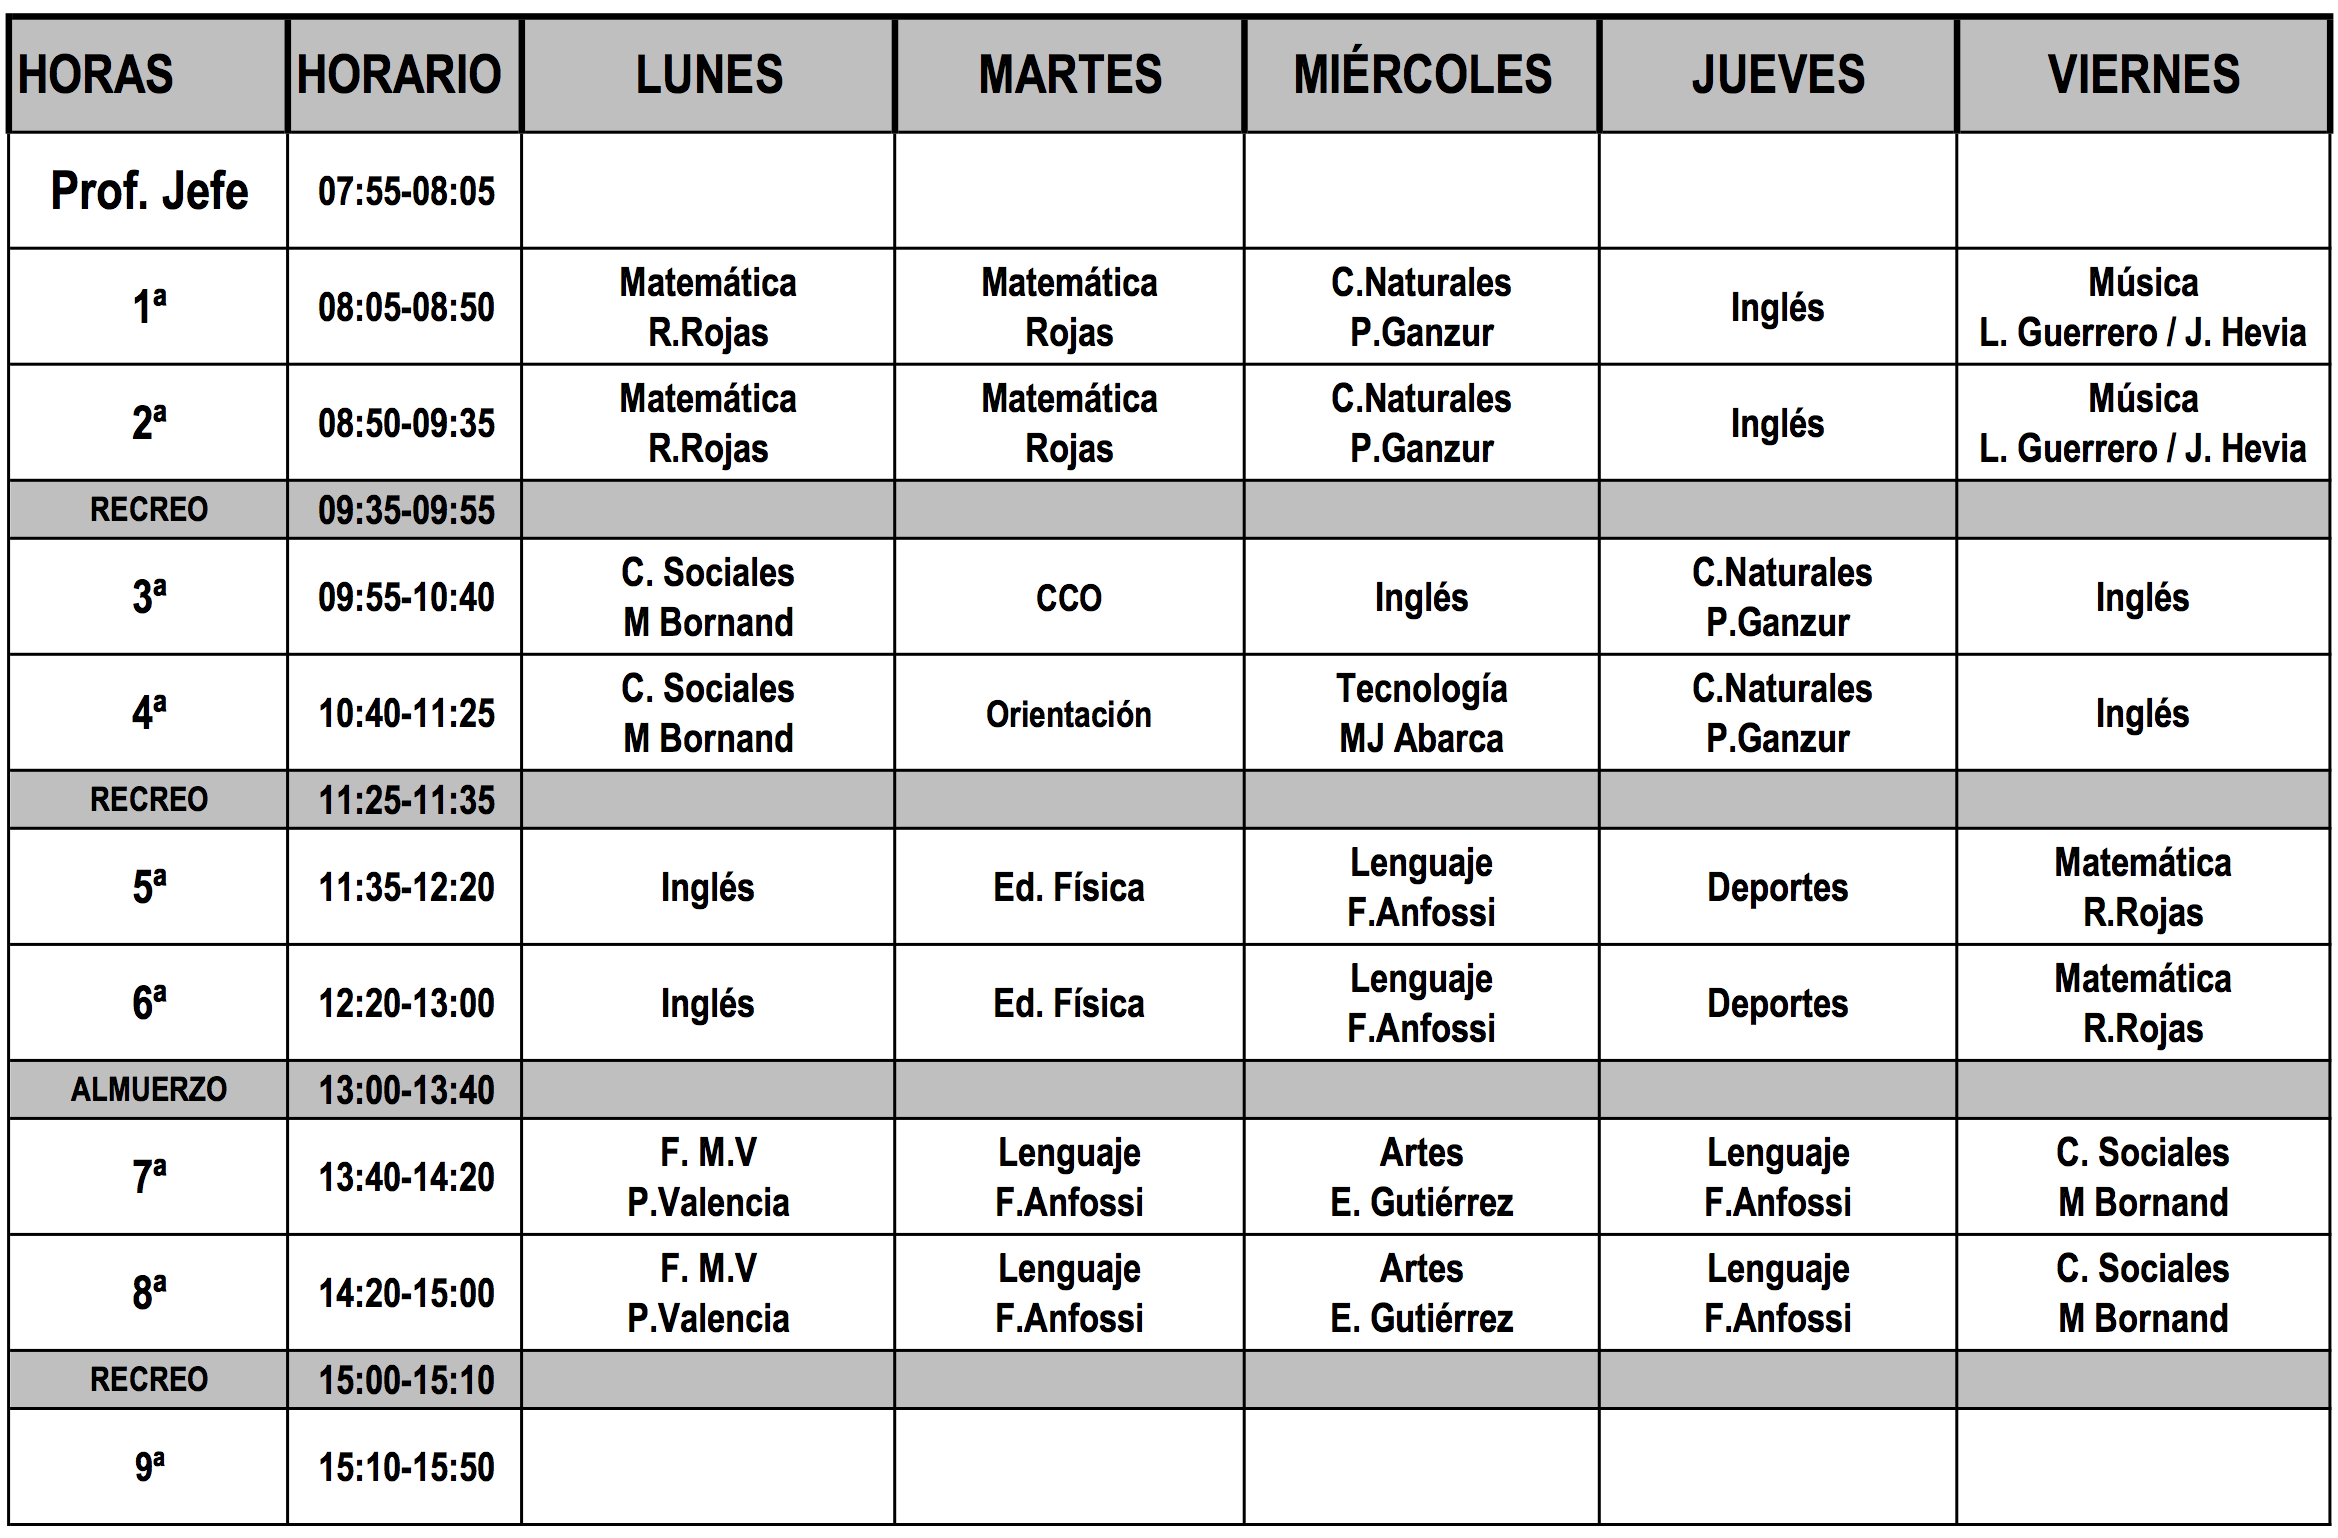 HORAS HORARIO LUNES MARTES MIÉRCOLES JUEVES VIERNES
Prof. Jefe 07:55-08:05
1ª 08:05-08:50 Matemática Matemática C.Naturales Inglés Música
R.Rojas Rojas P.Ganzur L. Guerrero / J. Hevia
2ª 08:50-09:35 Matemática Matemática C.Naturales Inglés Música
R.Rojas Rojas P.Ganzur L. Guerrero / J. Hevia
RECREO 09:35-09:55
3ª 09:55-10:40 C. Sociales CCO Inglés C.Naturales Inglés
M Bornand P.Ganzur
4ª 10:40-11:25 C. Sociales Orientación Tecnología C.Naturales Inglés
M Bornand MJ Abarca P.Ganzur
RECREO 11:25-11:35
5ª 11:35-12:20 Inglés Ed. Física Lenguaje Deportes Matemática
F.Anfossi R.Rojas
6ª 12:20-13:00 Inglés Ed. Física Lenguaje Deportes Matemática
F.Anfossi R.Rojas
ALMUERZO 13:00-13:40
7ª 13:40-14:20 F. M.V Lenguaje Artes Lenguaje C. Sociales
P.Valencia F.Anfossi E. Gutiérrez F.Anfossi M Bornand
8ª 14:20-15:00 F. M.V Lenguaje Artes Lenguaje C. Sociales
P.Valencia F.Anfossi E. Gutiérrez F.Anfossi M Bornand
RECREO 15:00-15:10
9ª 15:10-15:50